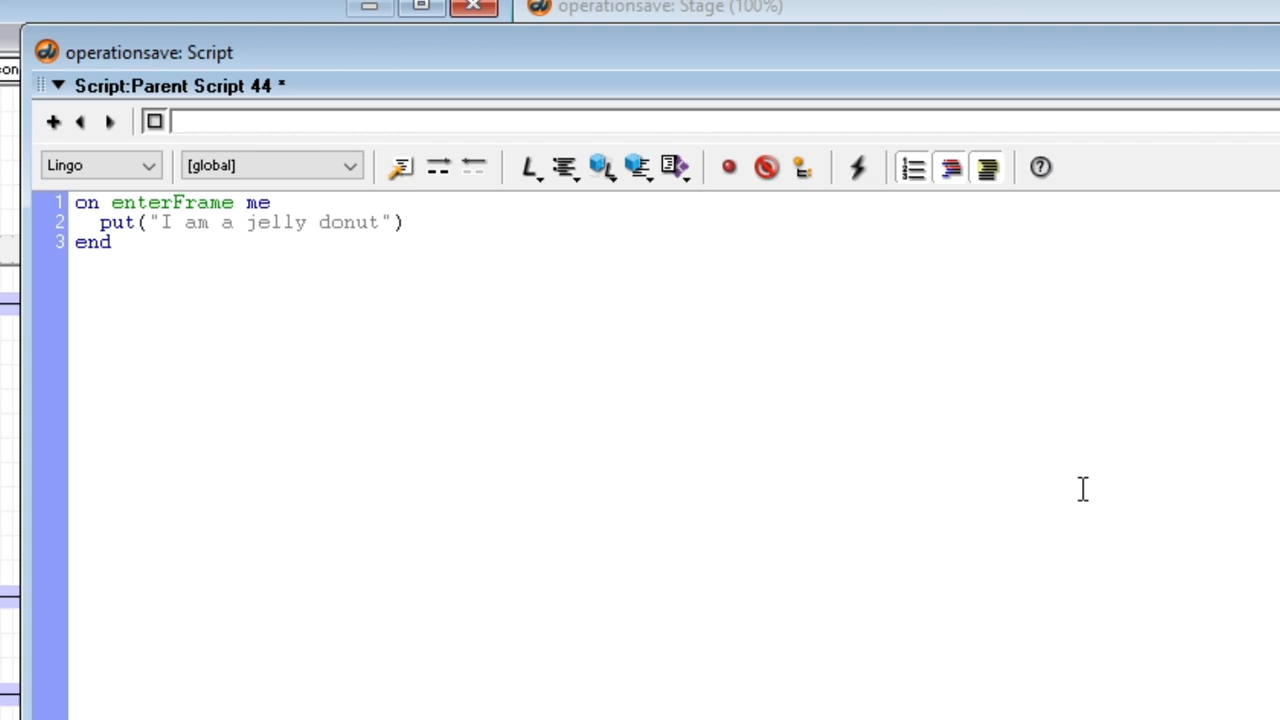 operationsave: Stage (100%)
operationsave: Script
con
Script:Parent Script 44 *
Lingo
[global]
1 on enterFrame me
2 put("I am a jelly donut")
3 end